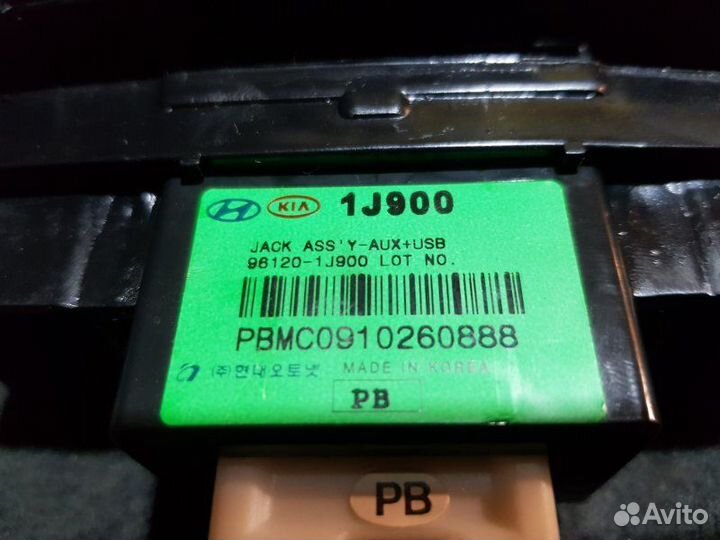 KIA 1J900
JACK ASS'Y-AUX+USB
96120-1J900 LOT NO.
PBMC0910260888
(주)현대오토넷 MADE IN KOREA
PB
PB
Avito